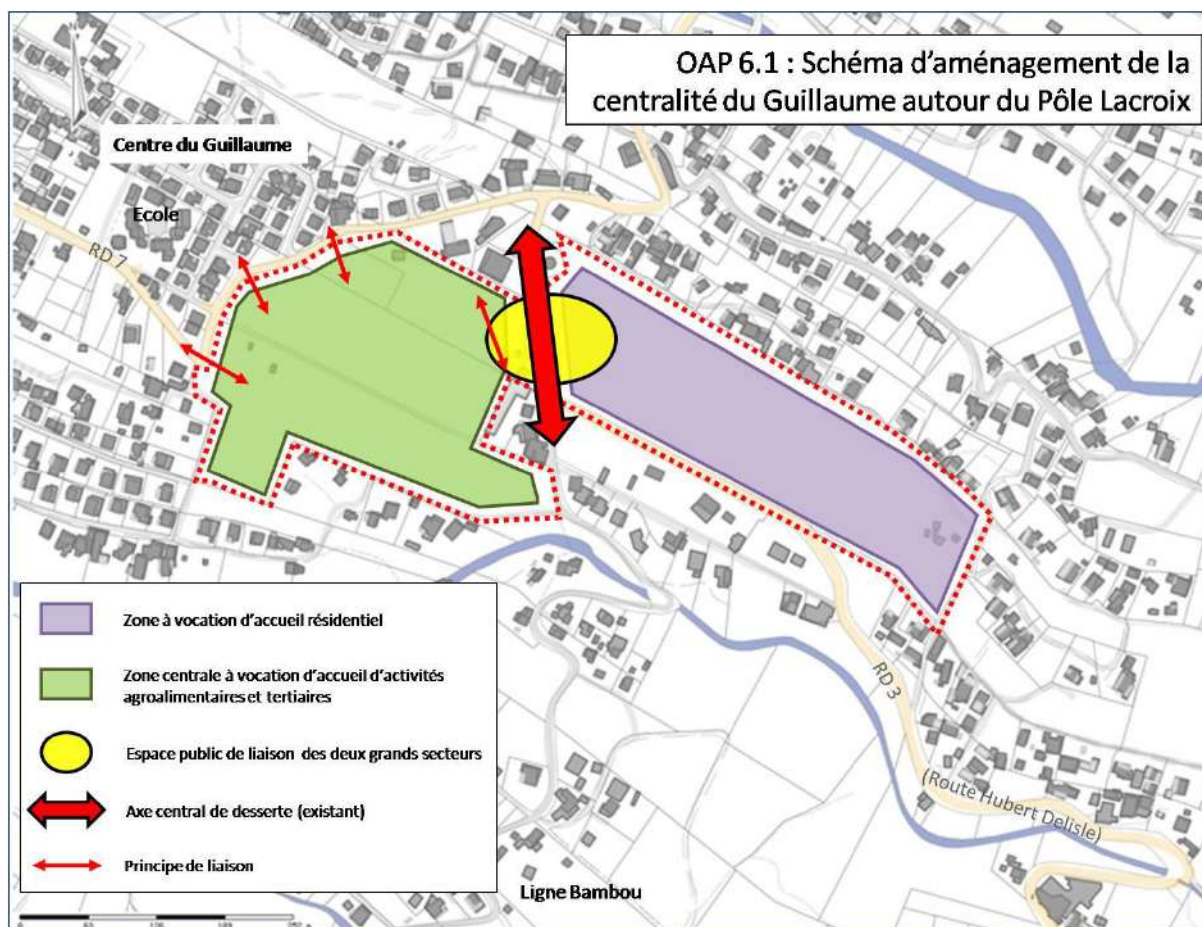 OAP 6.1 : Schéma d'aménagement de la
centralité du Guillaume autour du Pôle Lacroix
N
Centre du Guillaume
Ecole
RD 7
RD 3
(Route Hubert Delisle)
Ligne Bambou
Zone à vocation d'accueil résidentiel
Zone centrale à vocation d'accueil d'activités
agroalimentaires et tertiaires
Espace public de liaison des deux grands secteurs
Axe central de desserte (existant)
Principe de liaison
0